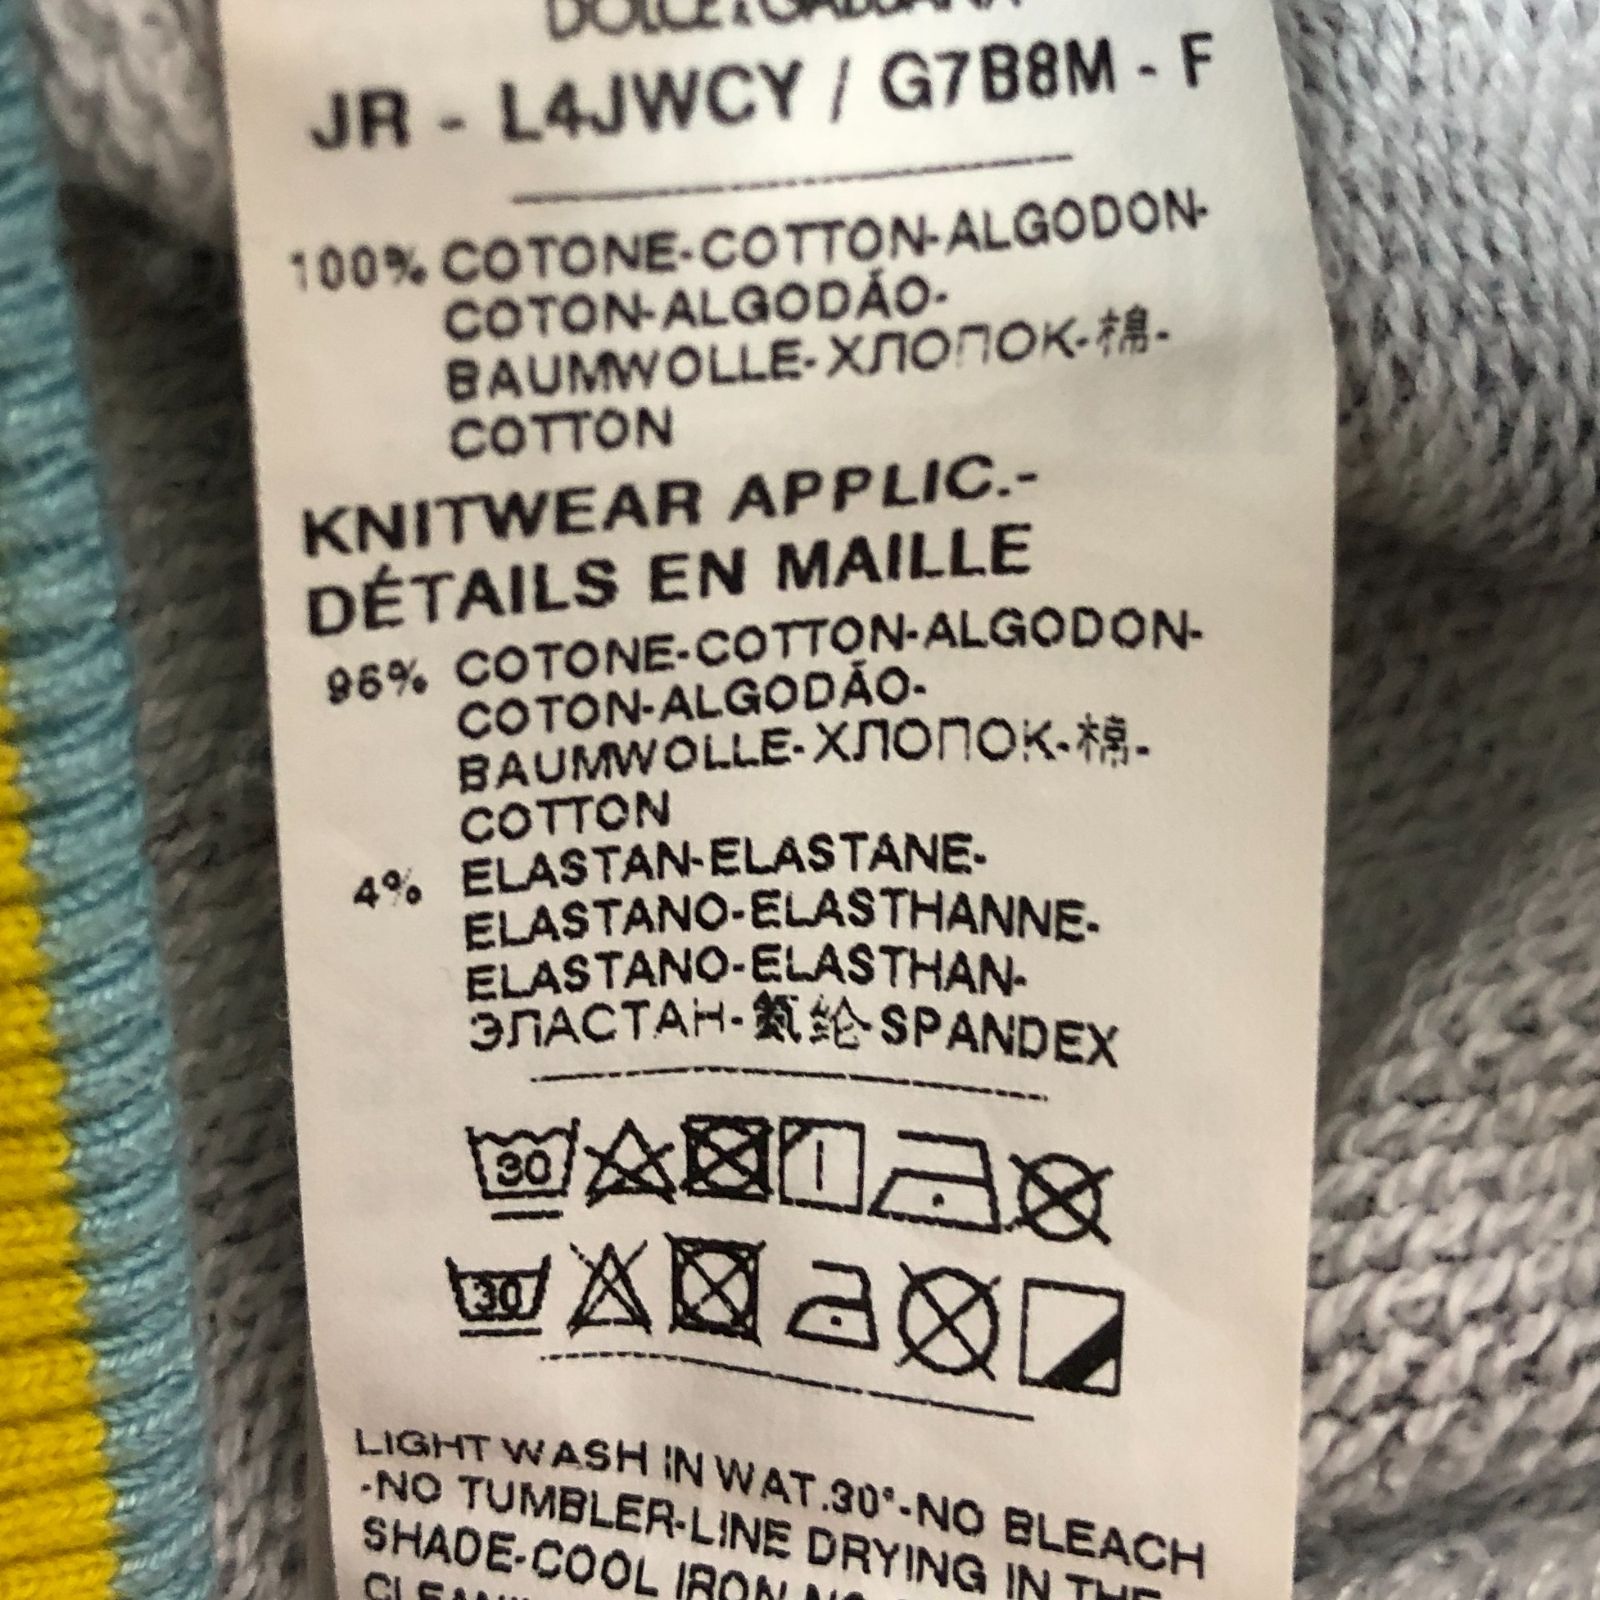 DOLCE & GABBANA
JR - L4JWCY / G7B8M - F
100% COTONE-COTTON-ALGODON-
COTON-ALGODÃO-
BAUMWOLLE-ХЛОПОК-棉-
COTTON
KNITWEAR APPLIC.-
DÉTAILS EN MAILLE
96% COTONE-COTTON-ALGODON-
COTON-ALGODÃO-
BAUMWOLLE-ХЛОПОК-棉-
COTTON
4% ELASTAN-ELASTANE-
ELASTANO-ELASTHANNE-
ELASTANO-ELASTHAN-
ЭЛАСТАН-氨纶-SPANDEX
30
30
LIGHT WASH IN WAT.30°-NO BLEACH
-NO TUMBLER-LINE DRYING IN THE
SHADE-COOL IRON-NO